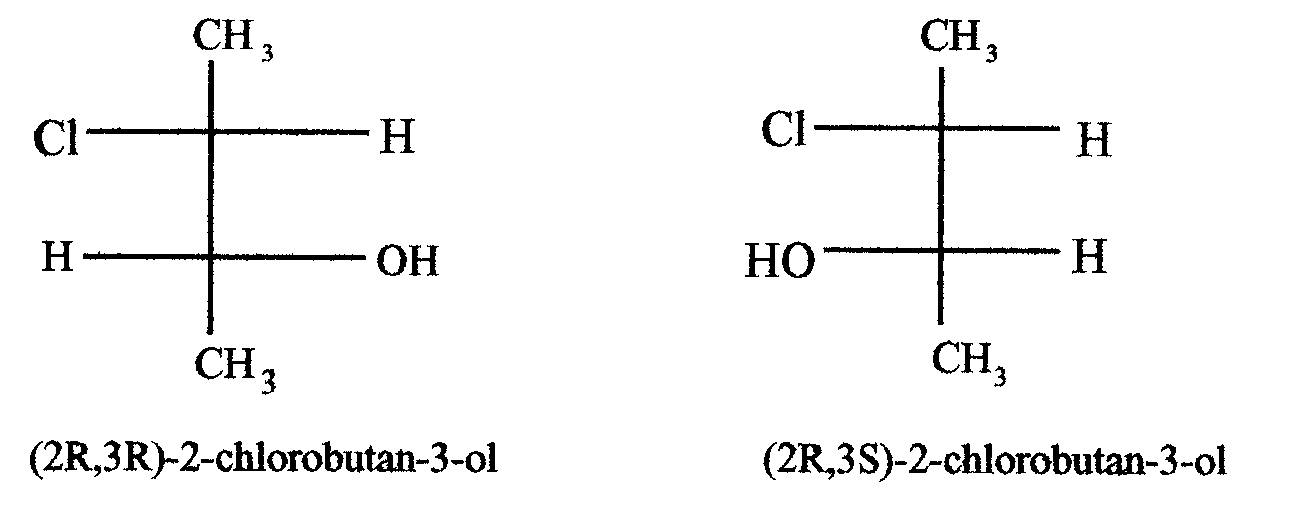 CH3 CH3
Cl H Cl H
H OH HO H
CH3 CH3
(2R,3R)-2-chlorobutan-3-ol (2R,3S)-2-chlorobutan-3-ol